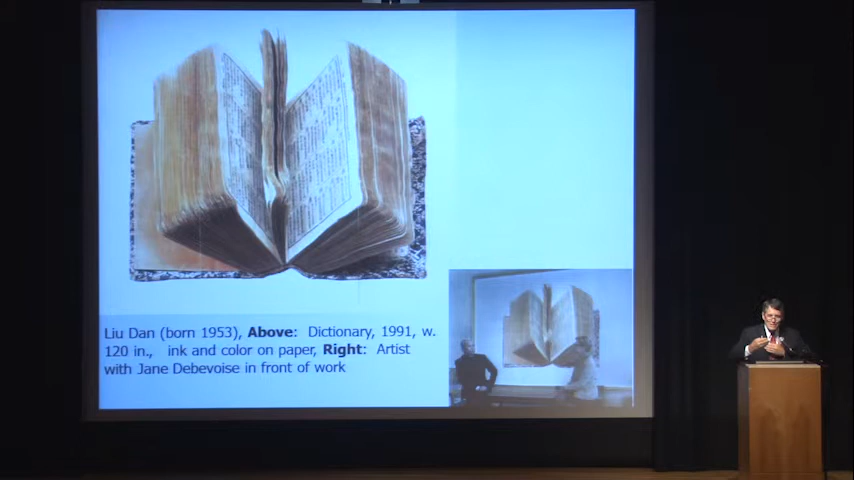 Liu Dan (born 1953), Above: Dictionary, 1991, w.
120 in., ink and color on paper, Right: Artist
with Jane Debevoise in front of work